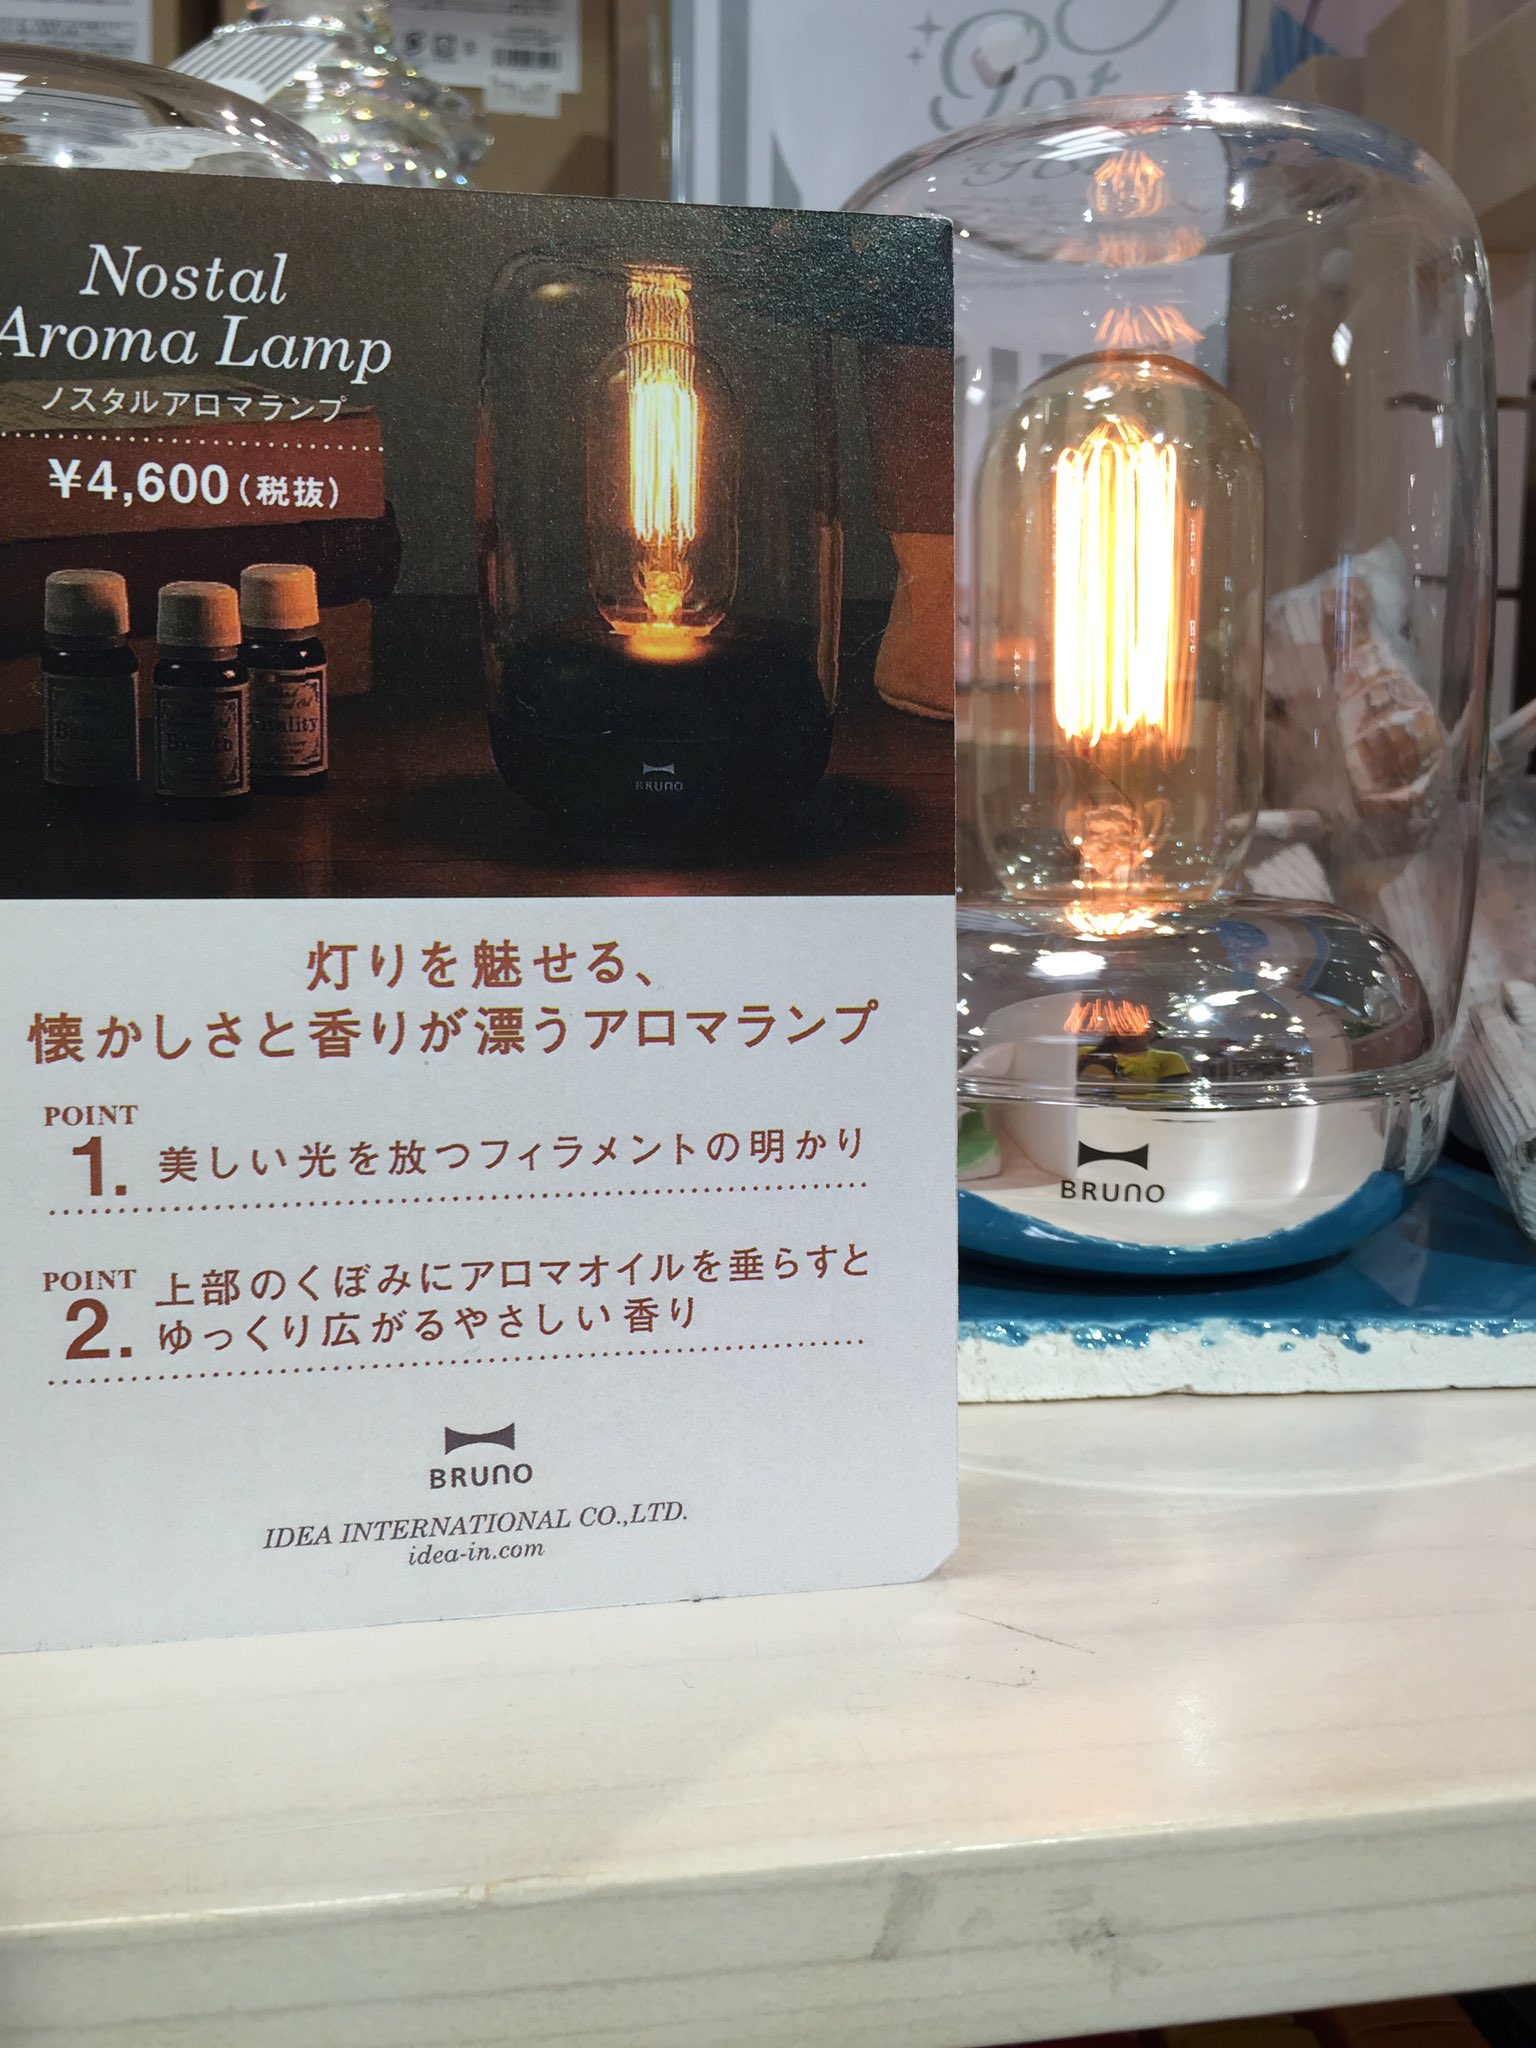 Nostal
Aroma Lamp
ノスタルアロマランプ
¥4,600(税抜)
Breath
Vitality
BRUNO
灯りを魅せる、
懐かしさと香りが漂うアロマランプ
POINT
1. 美しい光を放つフィラメントの明かり
POINT
2. 上部のくぼみにアロマオイルを垂らすと
ゆっくり広がるやさしい香り
BRUNO
IDEA INTERNATIONAL CO.,LTD.
idea-in.com
BRUNO